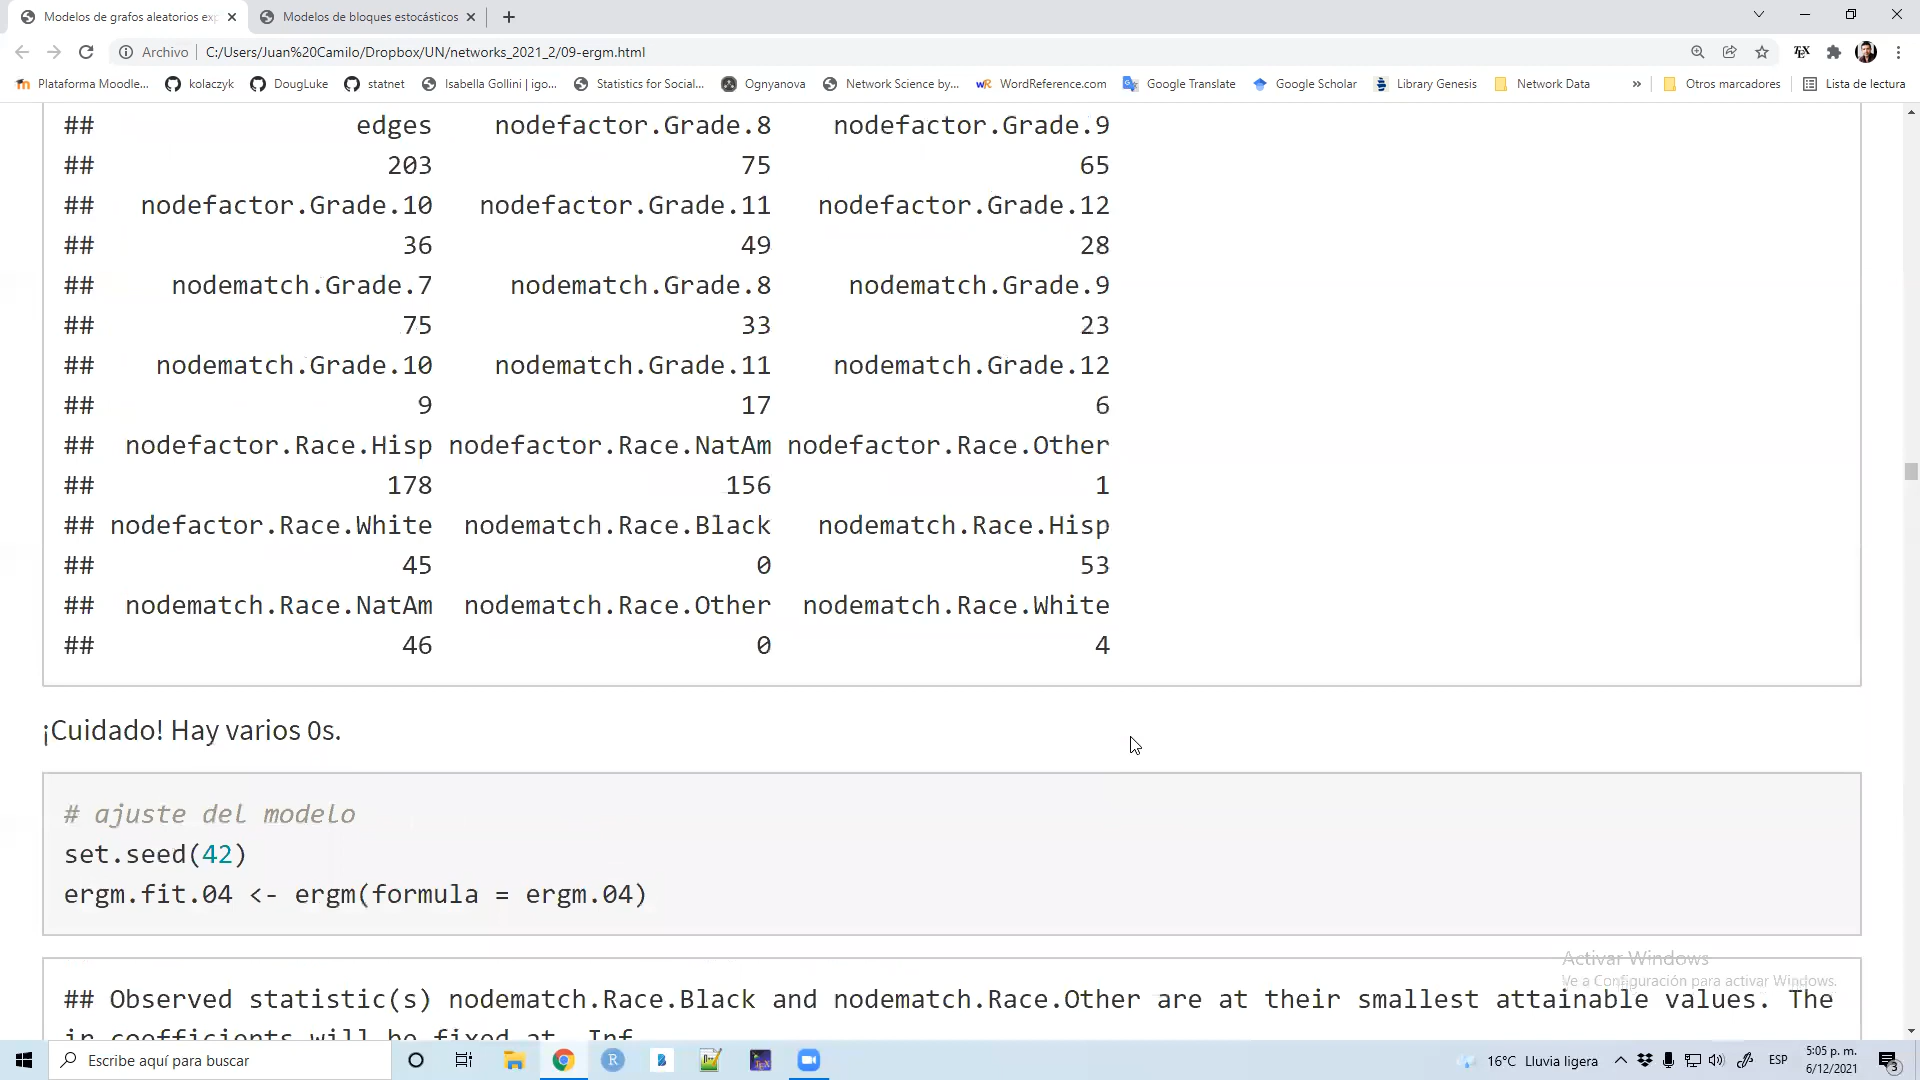 Modelos de grafos aleatorios exp
Modelos de bloques estocásticos
Archivo C:/Users/Juan%20Camilo/Dropbox/UN/networks_2021_2/09-ergm.html
Plataforma Moodle... kolaczyk DougLuke statnet Isabella Gollini | igo... Statistics for Social... Ognyanova Network Science by... WordReference.com Google Translate Google Scholar Library Genesis Network Data » Otros marcadores Lista de lectura
## edges nodefactor.Grade.8 nodefactor.Grade.9
## 203 75 65
## nodefactor.Grade.10 nodefactor.Grade.11 nodefactor.Grade.12
## 36 49 28
## nodematch.Grade.7 nodematch.Grade.8 nodematch.Grade.9
## 75 33 23
## nodematch.Grade.10 nodematch.Grade.11 nodematch.Grade.12
## 9 17 6
## nodefactor.Race.Hisp nodefactor.Race.NatAm nodefactor.Race.Other
## 178 156 1
## nodefactor.Race.White nodematch.Race.Black nodematch.Race.Hisp
## 45 0 53
## nodematch.Race.NatAm nodematch.Race.Other nodematch.Race.White
## 46 0 4
¡Cuidado! Hay varios 0s.
# ajuste del modelo
set.seed(42)
ergm.fit.04 <- ergm(formula = ergm.04)
Activar Windows
Ve a Configuración para activar Windows.
## Observed statistic(s) nodematch.Race.Black and nodematch.Race.Other are at their smallest attainable values. The
ir coefficients will be fixed at -Inf.
Escribe aquí para buscar
16°C Lluvia ligera ESP
5:05 p. m.
6/12/2021
3